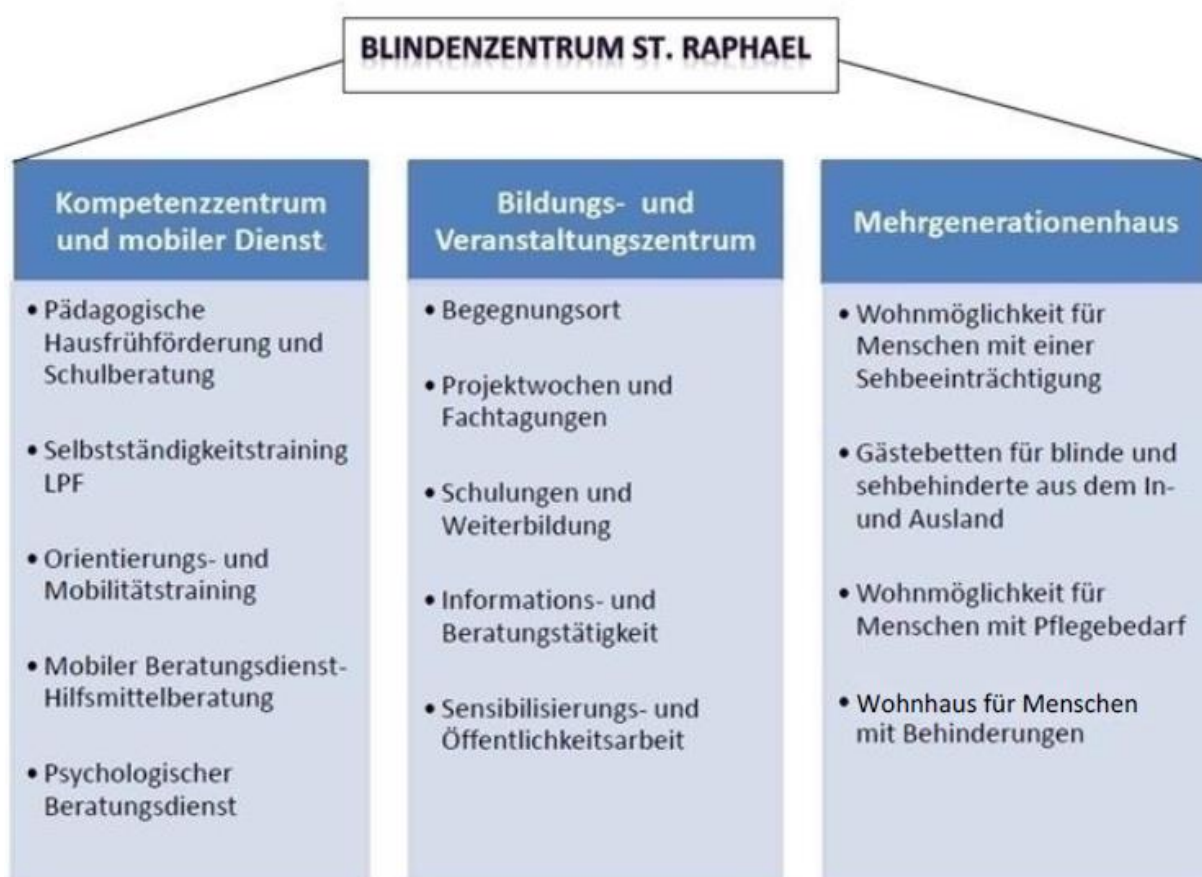 BLINDENZENTRUM ST. RAPHAEL
Kompetenzzentrum
und mobiler Dienst
• Pädagogische
Hausfrühförderung und
Schulberatung
• Selbstständigkeitstraining
LPF
• Orientierungs- und
Mobilitätstraining
• Mobiler Beratungsdienst-
Hilfsmittelberatung
• Psychologischer
Beratungsdienst
Bildungs- und
Veranstaltungszentrum
• Begegnungsort
• Projektwochen und
Fachtagungen
• Schulungen und
Weiterbildung
• Informations- und
Beratungstätigkeit
• Sensibilisierungs- und
Öffentlichkeitsarbeit
Mehrgenerationenhaus
• Wohnmöglichkeit für
Menschen mit einer
Sehbeeinträchtigung
• Gästebetten für blinde und
sehbehinderte aus dem In-
und Ausland
• Wohnmöglichkeit für
Menschen mit Pflegebedarf
• Wohnhaus für Menschen
mit Behinderungen